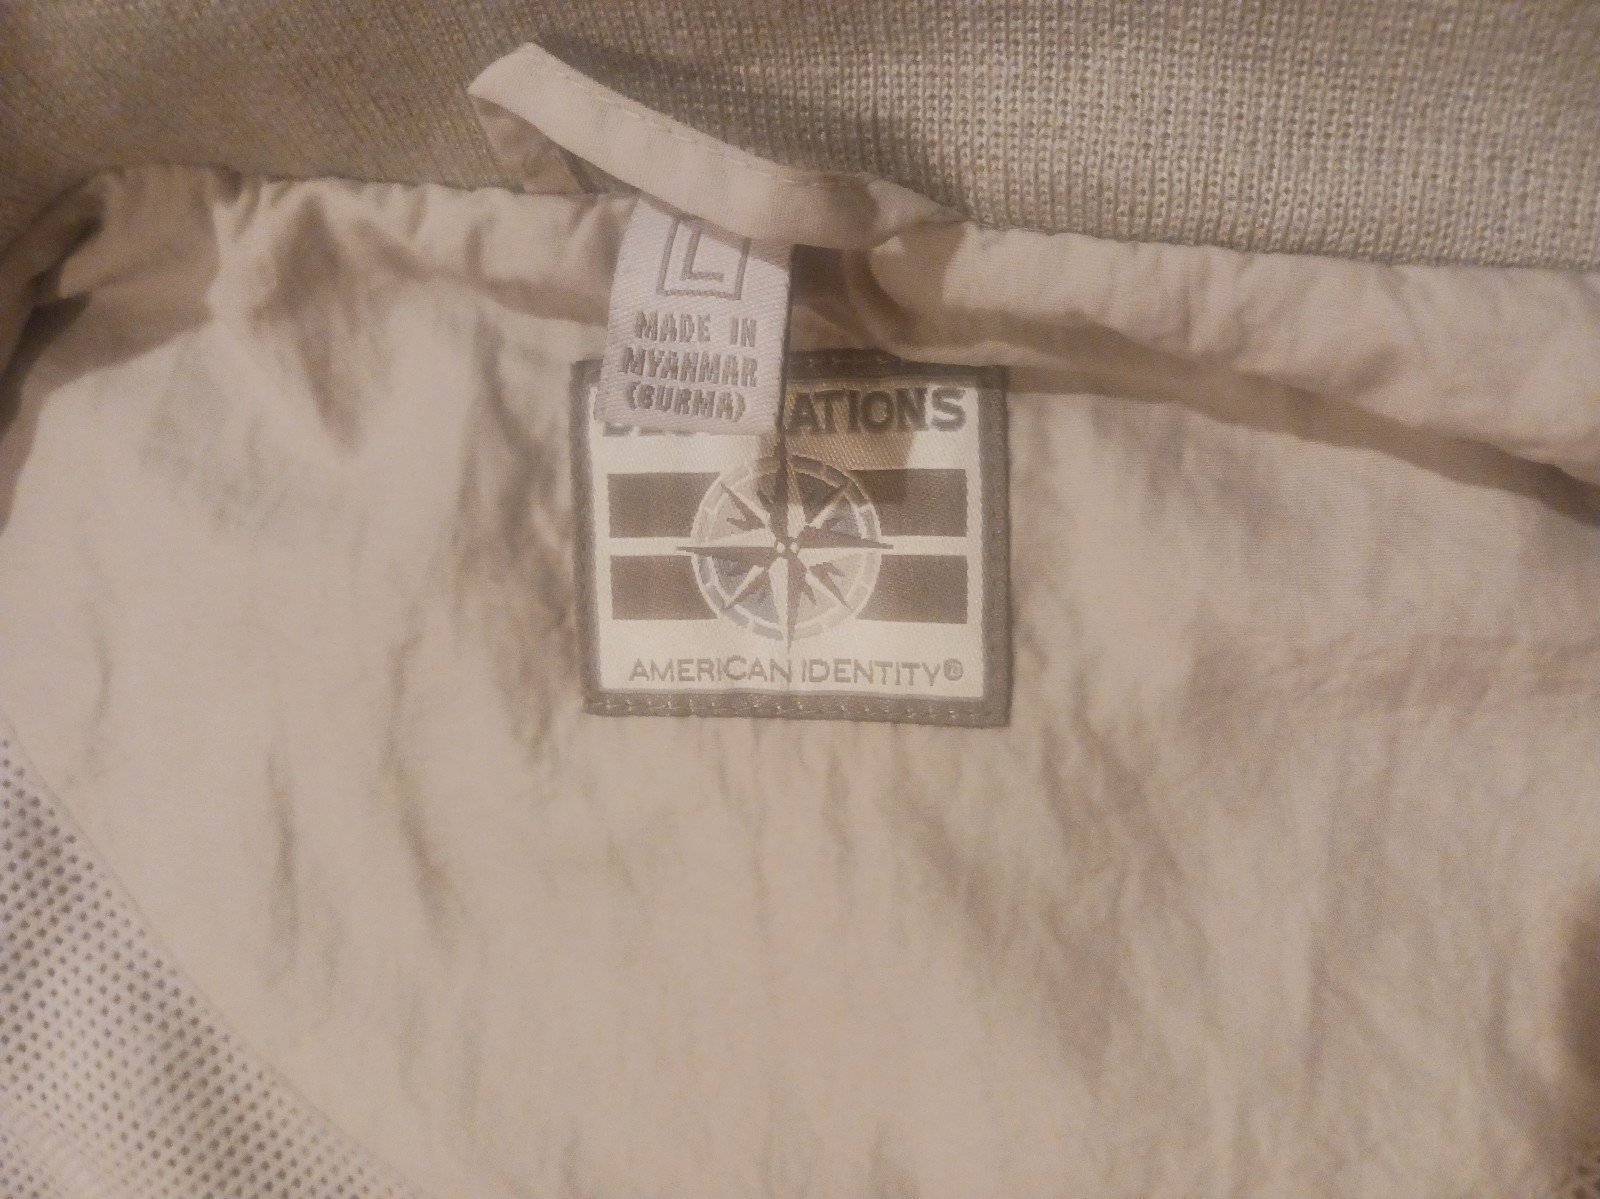 L
MADE IN
MYANMAR
(BURMA)
AMERICAN IDENTITY®